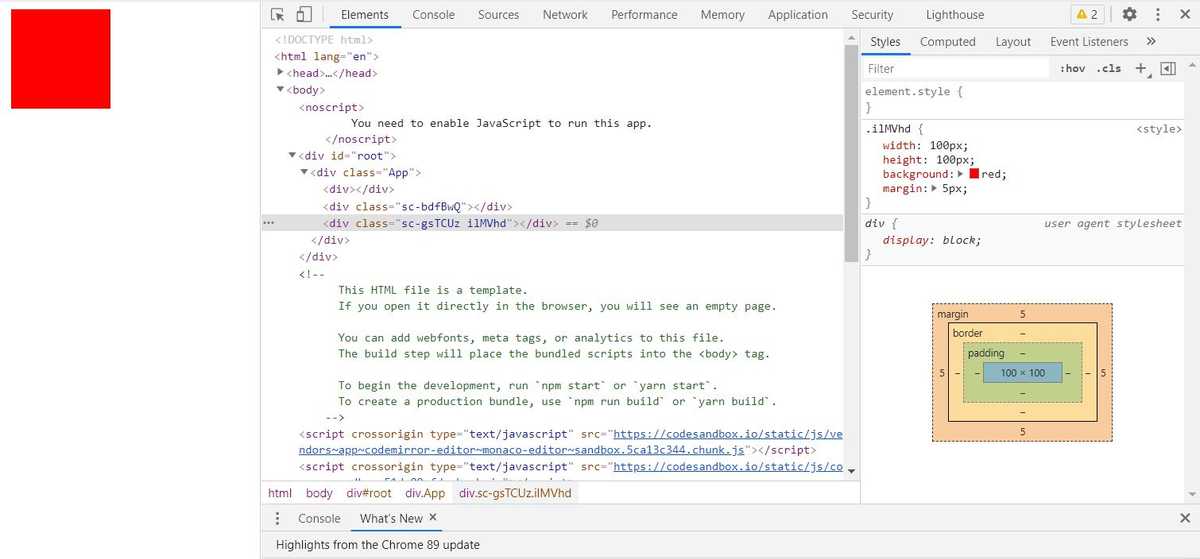 Elements Console Sources Network Performance Memory Application Security Lighthouse 2
<!DOCTYPE html>
<html lang="en">
<head>…</head>
<body>
<noscript>
You need to enable JavaScript to run this app.
</noscript>
<div id="root">
<div class="App">
<div></div>
<div class="sc-bdfBwQ"></div>
<div class="sc-gsTCUz ilMVhd"></div> == $0
</div>
</div>
<!--
This HTML file is a template.
If you open it directly in the browser, you will see an empty page.
You can add webfonts, meta tags, or analytics to this file.
The build step will place the bundled scripts into the <body> tag.
To begin the development, run `npm start` or `yarn start`.
To create a production bundle, use `npm run build` or `yarn build`.
-->
<script crossorigin type="text/javascript" src="https://codesandbox.io/static/js/ve
ndors~app~codemirror-editor~monaco-editor~sandbox.5ca13c344.chunk.js"></script>
<script crossorigin type="text/javascript" src="https://codesandbox.io/static/js/co
html body div#root div.App div.sc-gsTCUz.ilMVhd
Styles Computed Layout Event Listeners »
Filter :hov .cls +
element.style {
}
.ilMVhd { <style>
width: 100px;
height: 100px;
background: red;
margin: 5px;
}
div { user agent stylesheet
display: block;
}
margin 5
border –
padding –
5 – – 100 × 100 – – 5
–
–
5
Console What's New ×
Highlights from the Chrome 89 update